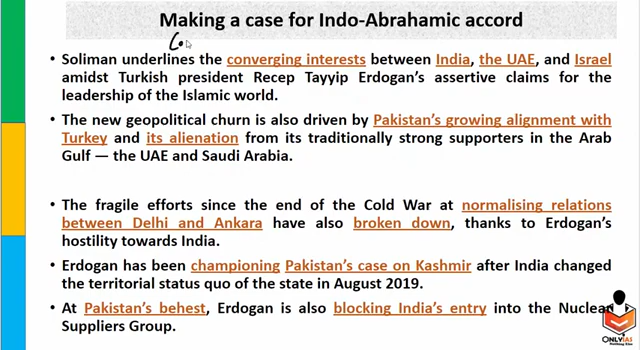 Making a case for Indo-Abrahamic accord
• Soliman underlines the converging interests between India, the UAE, and Israel
amidst Turkish president Recep Tayyip Erdogan's assertive claims for the
leadership of the Islamic world.
• The new geopolitical churn is also driven by Pakistan's growing alignment with
Turkey and its alienation from its traditionally strong supporters in the Arab
Gulf — the UAE and Saudi Arabia.
• The fragile efforts since the end of the Cold War at normalising relations
between Delhi and Ankara have also broken down, thanks to Erdogan's
hostility towards India.
• Erdogan has been championing Pakistan's case on Kashmir after India changed
the territorial status quo of the state in August 2019.
• At Pakistan's behest, Erdogan is also blocking India's entry into the Nuclear
Suppliers Group.
ONLYIAS